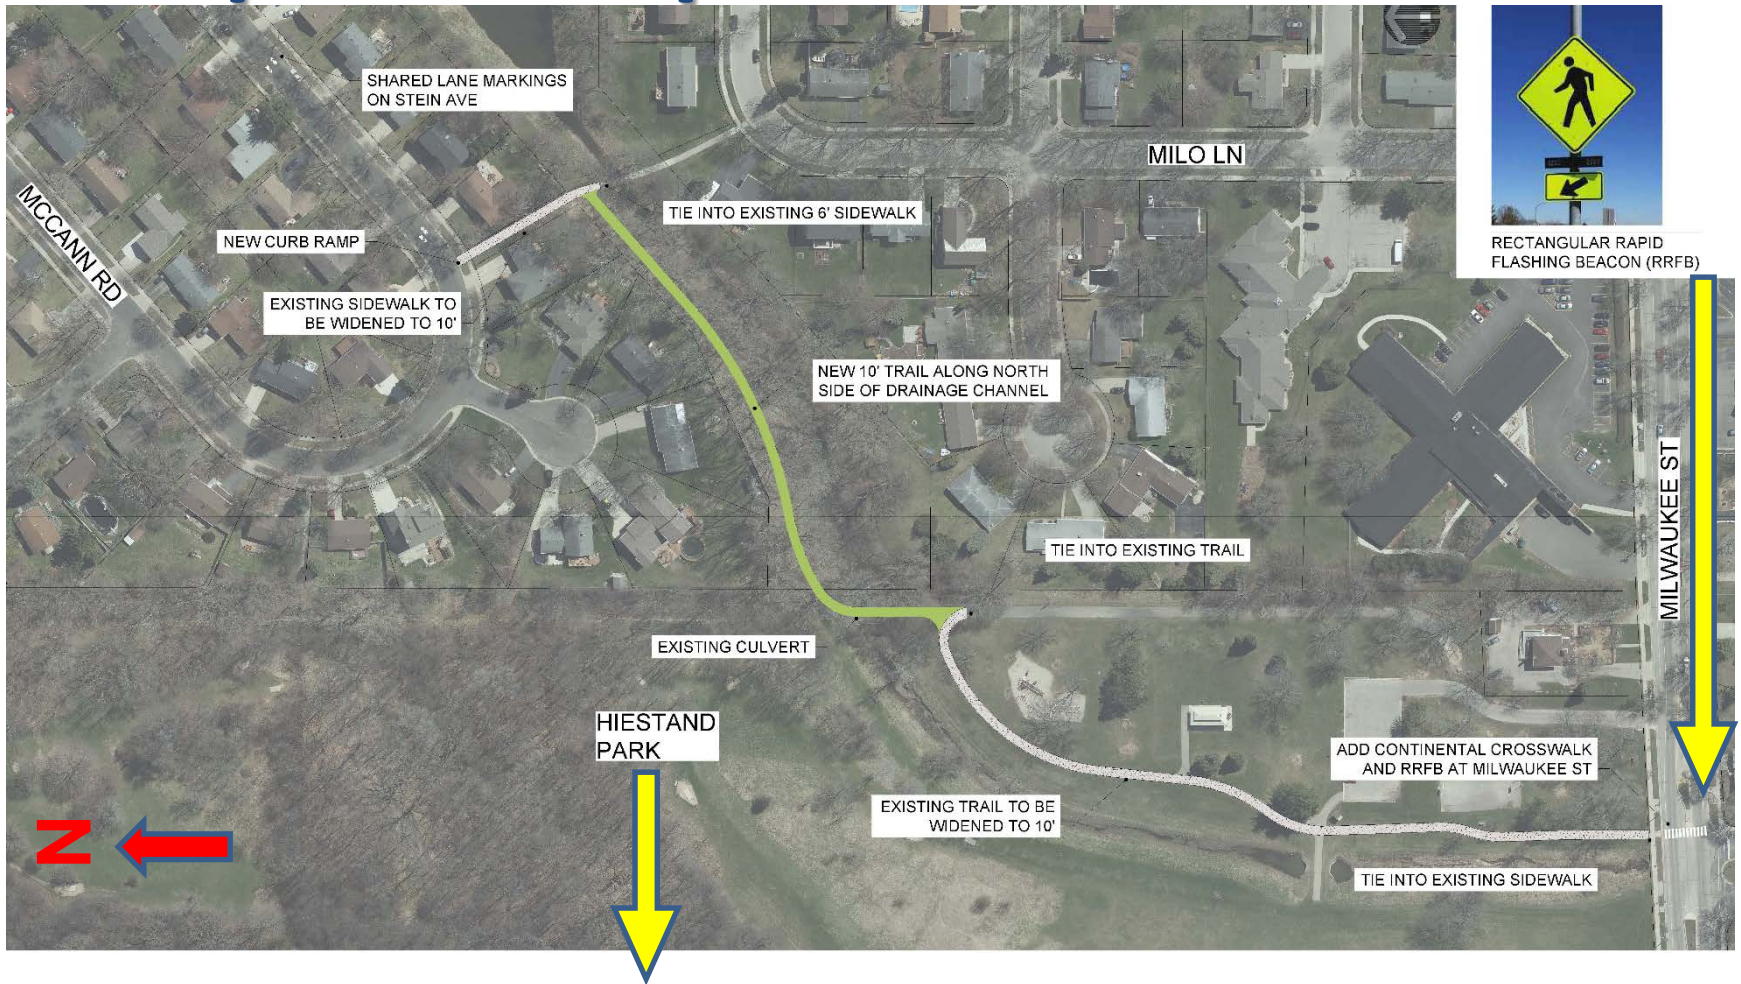 SHARED LANE MARKINGS
ON STEIN AVE
MILO LN
MCCANN RD
TIE INTO EXISTING 6' SIDEWALK
NEW CURB RAMP
RECTANGULAR RAPID
FLASHING BEACON (RRFB)
EXISTING SIDEWALK TO
BE WIDENED TO 10'
NEW 10' TRAIL ALONG NORTH
SIDE OF DRAINAGE CHANNEL
MILWAUKEE ST
TIE INTO EXISTING TRAIL
EXISTING CULVERT
HIESTAND
PARK
ADD CONTINENTAL CROSSWALK
AND RRFB AT MILWAUKEE ST
EXISTING TRAIL TO BE
WIDENED TO 10'
N
TIE INTO EXISTING SIDEWALK